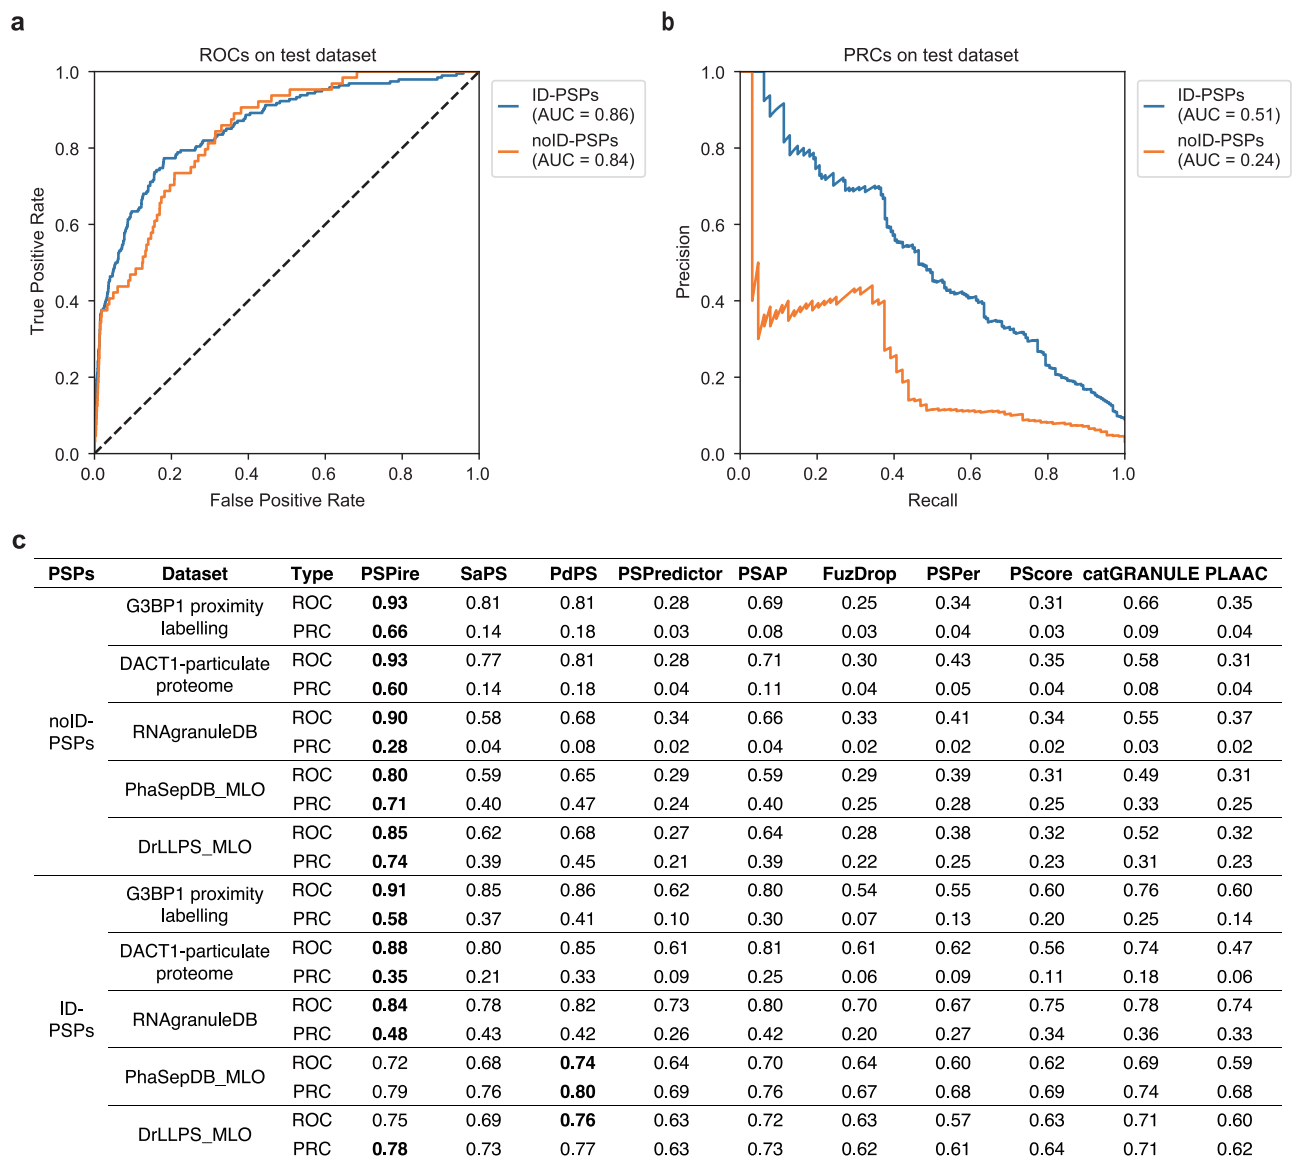 a
ROCs on test dataset
True Positive Rate
1.0
0.8
0.6
0.4
0.2
0.0
0.0 0.2 0.4 0.6 0.8 1.0
False Positive Rate
ID-PSPs
(AUC = 0.86)
noID-PSPs
(AUC = 0.84)
b
PRCs on test dataset
Precision
1.0
0.8
0.6
0.4
0.2
0.0
0.0 0.2 0.4 0.6 0.8 1.0
Recall
ID-PSPs
(AUC = 0.51)
noID-PSPs
(AUC = 0.24)
c
PSPs Dataset Type PSPire SaPS PdPS PSPredictor PSAP FuzDrop PSPer PScore catGRANULE PLAAC
noID-
PSPs
G3BP1 proximity
labelling
ROC 0.93 0.81 0.81 0.28 0.69 0.25 0.34 0.31 0.66 0.35
PRC 0.66 0.14 0.18 0.03 0.08 0.03 0.04 0.03 0.09 0.04
DACT1-particulate
proteome
ROC 0.93 0.77 0.81 0.28 0.71 0.30 0.43 0.35 0.58 0.31
PRC 0.60 0.14 0.18 0.04 0.11 0.04 0.05 0.04 0.08 0.04
RNAgranuleDB
ROC 0.90 0.58 0.68 0.34 0.66 0.33 0.41 0.34 0.55 0.37
PRC 0.28 0.04 0.08 0.02 0.04 0.02 0.02 0.02 0.03 0.02
PhaSepDB_MLO
ROC 0.80 0.59 0.65 0.29 0.59 0.29 0.39 0.31 0.49 0.31
PRC 0.71 0.40 0.47 0.24 0.40 0.25 0.28 0.25 0.33 0.25
DrLLPS_MLO
ROC 0.85 0.62 0.68 0.27 0.64 0.28 0.38 0.32 0.52 0.32
PRC 0.74 0.39 0.45 0.21 0.39 0.22 0.25 0.23 0.31 0.23
ID-
PSPs
G3BP1 proximity
labelling
ROC 0.91 0.85 0.86 0.62 0.80 0.54 0.55 0.60 0.76 0.60
PRC 0.58 0.37 0.41 0.10 0.30 0.07 0.13 0.20 0.25 0.14
DACT1-particulate
proteome
ROC 0.88 0.80 0.85 0.61 0.81 0.61 0.62 0.56 0.74 0.47
PRC 0.35 0.21 0.33 0.09 0.25 0.06 0.09 0.11 0.18 0.06
RNAgranuleDB
ROC 0.84 0.78 0.82 0.73 0.80 0.70 0.67 0.75 0.78 0.74
PRC 0.48 0.43 0.42 0.26 0.42 0.20 0.27 0.34 0.36 0.33
PhaSepDB_MLO
ROC 0.72 0.68 0.74 0.64 0.70 0.64 0.60 0.62 0.69 0.59
PRC 0.79 0.76 0.80 0.69 0.76 0.67 0.68 0.69 0.74 0.68
DrLLPS_MLO
ROC 0.75 0.69 0.76 0.63 0.72 0.63 0.57 0.63 0.71 0.60
PRC 0.78 0.73 0.77 0.63 0.73 0.62 0.61 0.64 0.71 0.62